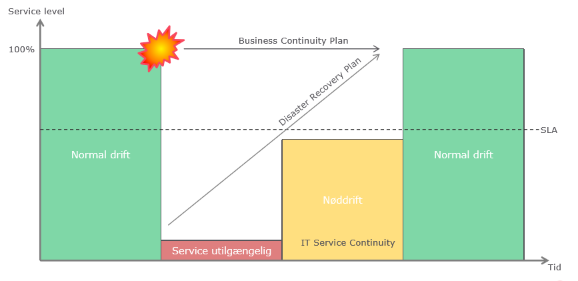 Service level
100%
Business Continuity Plan
Disaster Recovery Plan
SLA
Normal drift
Normal drift
Nøddrift
IT Service Continuity
Service utilgængelig
Tid